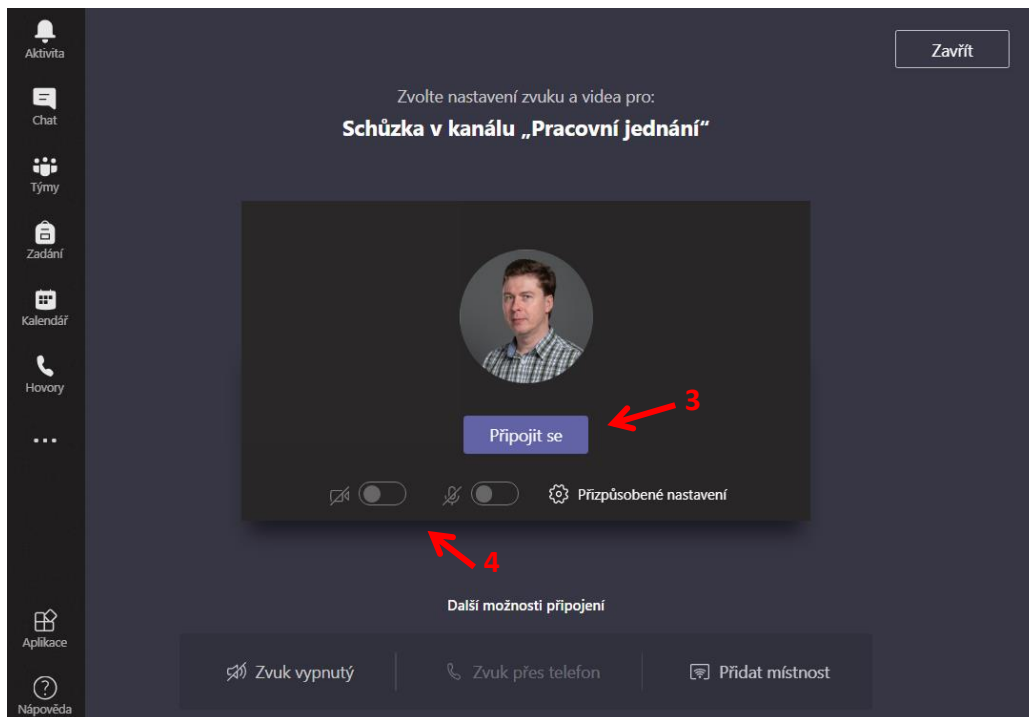 Aktivita
Chat
Týmy
Zadání
Kalendář
Hovory
Aplikace
Nápověda
Zavřít
Zvolte nastavení zvuku a videa pro:
Schůzka v kanálu „Pracovní jednání“
3
Připojit se
Přizpůsobené nastavení
4
Další možnosti připojení
Zvuk vypnutý
Zvuk přes telefon
Přidat místnost